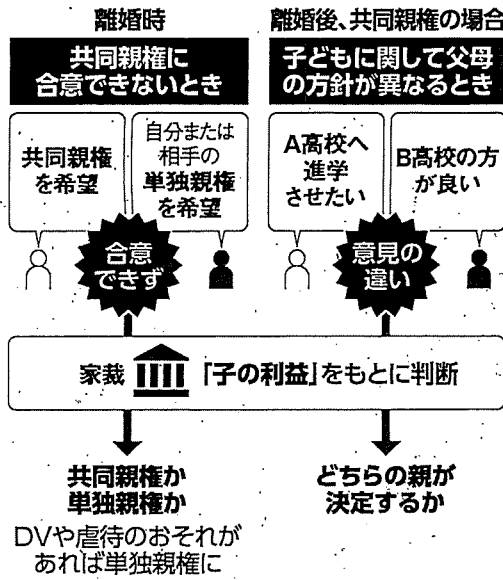 離婚時
共同親権に
合意できないとき
共同親権
を希望
自分または
相手の
単独親権
を希望
合意
できず
離婚後、共同親権の場合
子どもに関して父母
の方針が異なるとき
A高校へ
進学
させたい
B高校の方
が良い
意見の
違い
家裁 「子の利益」をもとに判断
共同親権か
単独親権か
DVや虐待のおそれが
あれば単独親権に
どちらの親が
決定するか